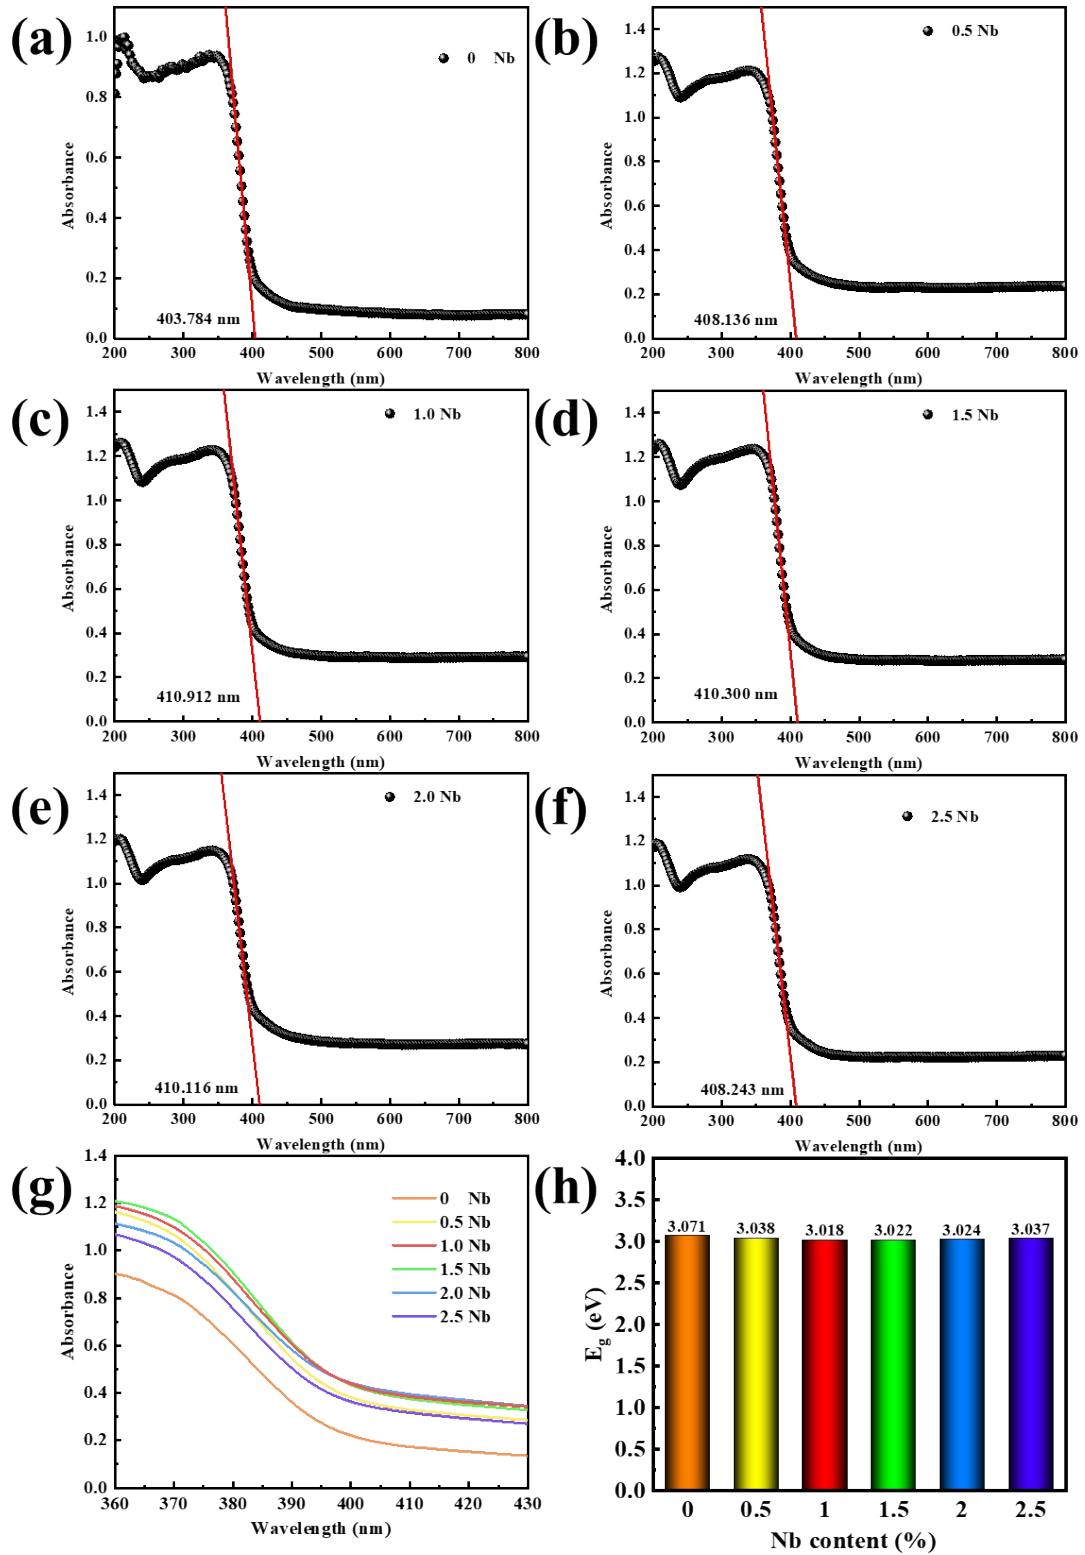 (a)
0 Nb
1.0
0.8
0.6
0.4
0.2
0.0
Absorbance
403.784 nm
200 300 400 500 600 700 800
Wavelength (nm)
(b)
0.5 Nb
1.4
1.2
1.0
0.8
0.6
0.4
0.2
0.0
Absorbance
408.136 nm
200 300 400 500 600 700 800
Wavelength (nm)
(c)
1.0 Nb
1.4
1.2
1.0
0.8
0.6
0.4
0.2
0.0
Absorbance
410.912 nm
200 300 400 500 600 700 800
Wavelength (nm)
(d)
1.5 Nb
1.4
1.2
1.0
0.8
0.6
0.4
0.2
0.0
Absorbance
410.300 nm
200 300 400 500 600 700 800
Wavelength (nm)
(e)
2.0 Nb
1.4
1.2
1.0
0.8
0.6
0.4
0.2
0.0
Absorbance
410.116 nm
200 300 400 500 600 700 800
Wavelength (nm)
(f)
2.5 Nb
1.4
1.2
1.0
0.8
0.6
0.4
0.2
0.0
Absorbance
408.243 nm
200 300 400 500 600 700 800
Wavelength (nm)
(g)
0 Nb
0.5 Nb
1.0 Nb
1.5 Nb
2.0 Nb
2.5 Nb
1.4
1.2
1.0
0.8
0.6
0.4
0.2
0.0
Absorbance
360 370 380 390 400 410 420 430
Wavelength (nm)
(h)
4.0
3.5
3.0
2.5
2.0
1.5
1.0
0.5
0.0
Eg (eV)
3.071 3.038 3.018 3.022 3.024 3.037
0 0.5 1 1.5 2 2.5
Nb content (%)